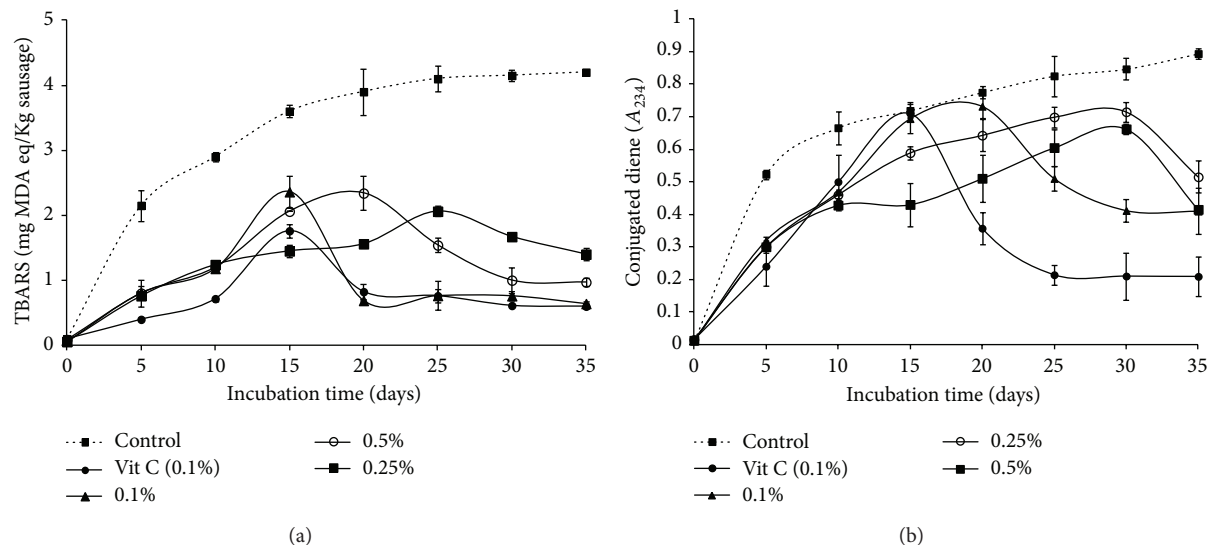 5
4
3
2
1
0
TBARS (mg MDA eq/Kg sausage)
0 5 10 15 20 25 30 35
Incubation time (days)
Control
Vit C (0.1%)
0.1%
0.5%
0.25%
(a)
1
0.9
0.8
0.7
0.6
0.5
0.4
0.3
0.2
0.1
0
Conjugated diene (A234)
0 5 10 15 20 25 30 35
Incubation time (days)
Control
Vit C (0.1%)
0.1%
0.25%
0.5%
(b)